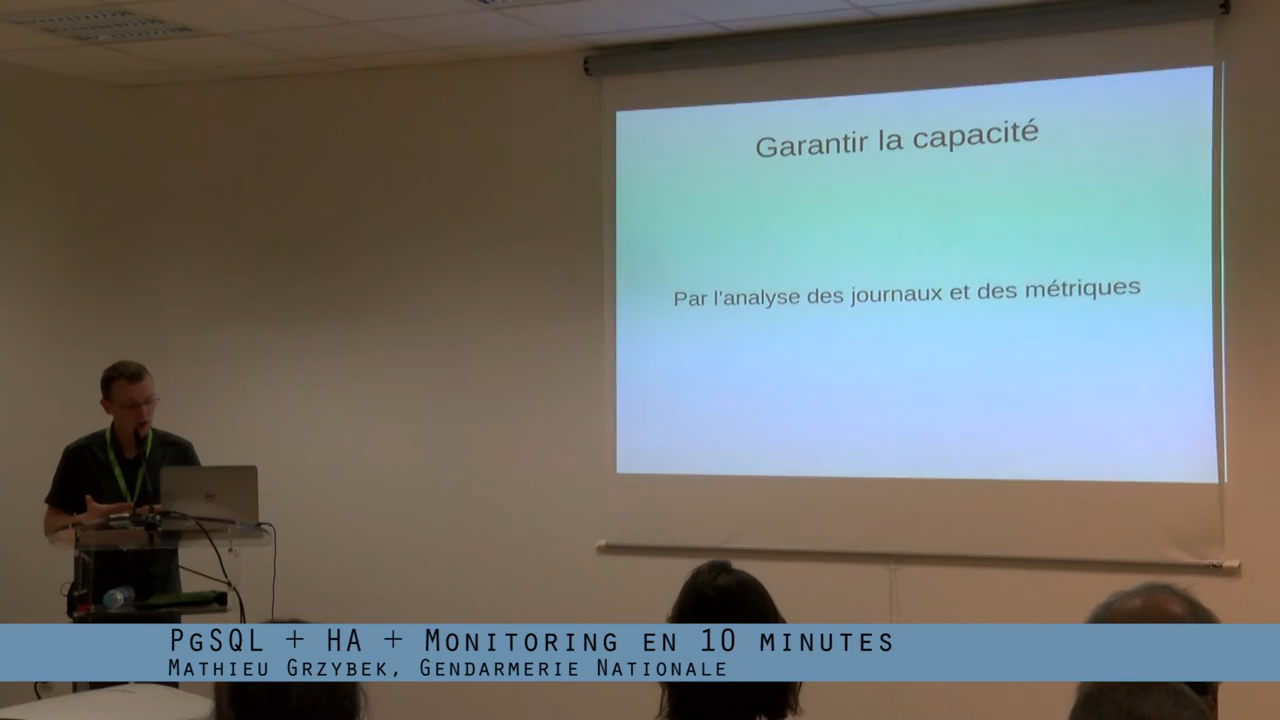 Garantir la capacité
Par l'analyse des journaux et des métriques
PgSQL + HA + Monitoring en 10 minutes
Mathieu Grzybek, Gendarmerie Nationale